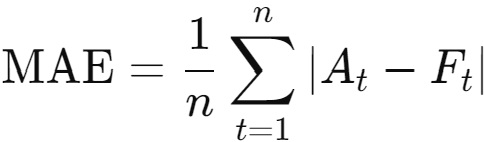 MAE = \frac{1}{n} \sum_{t=1}^{n} |A_t - F_t|